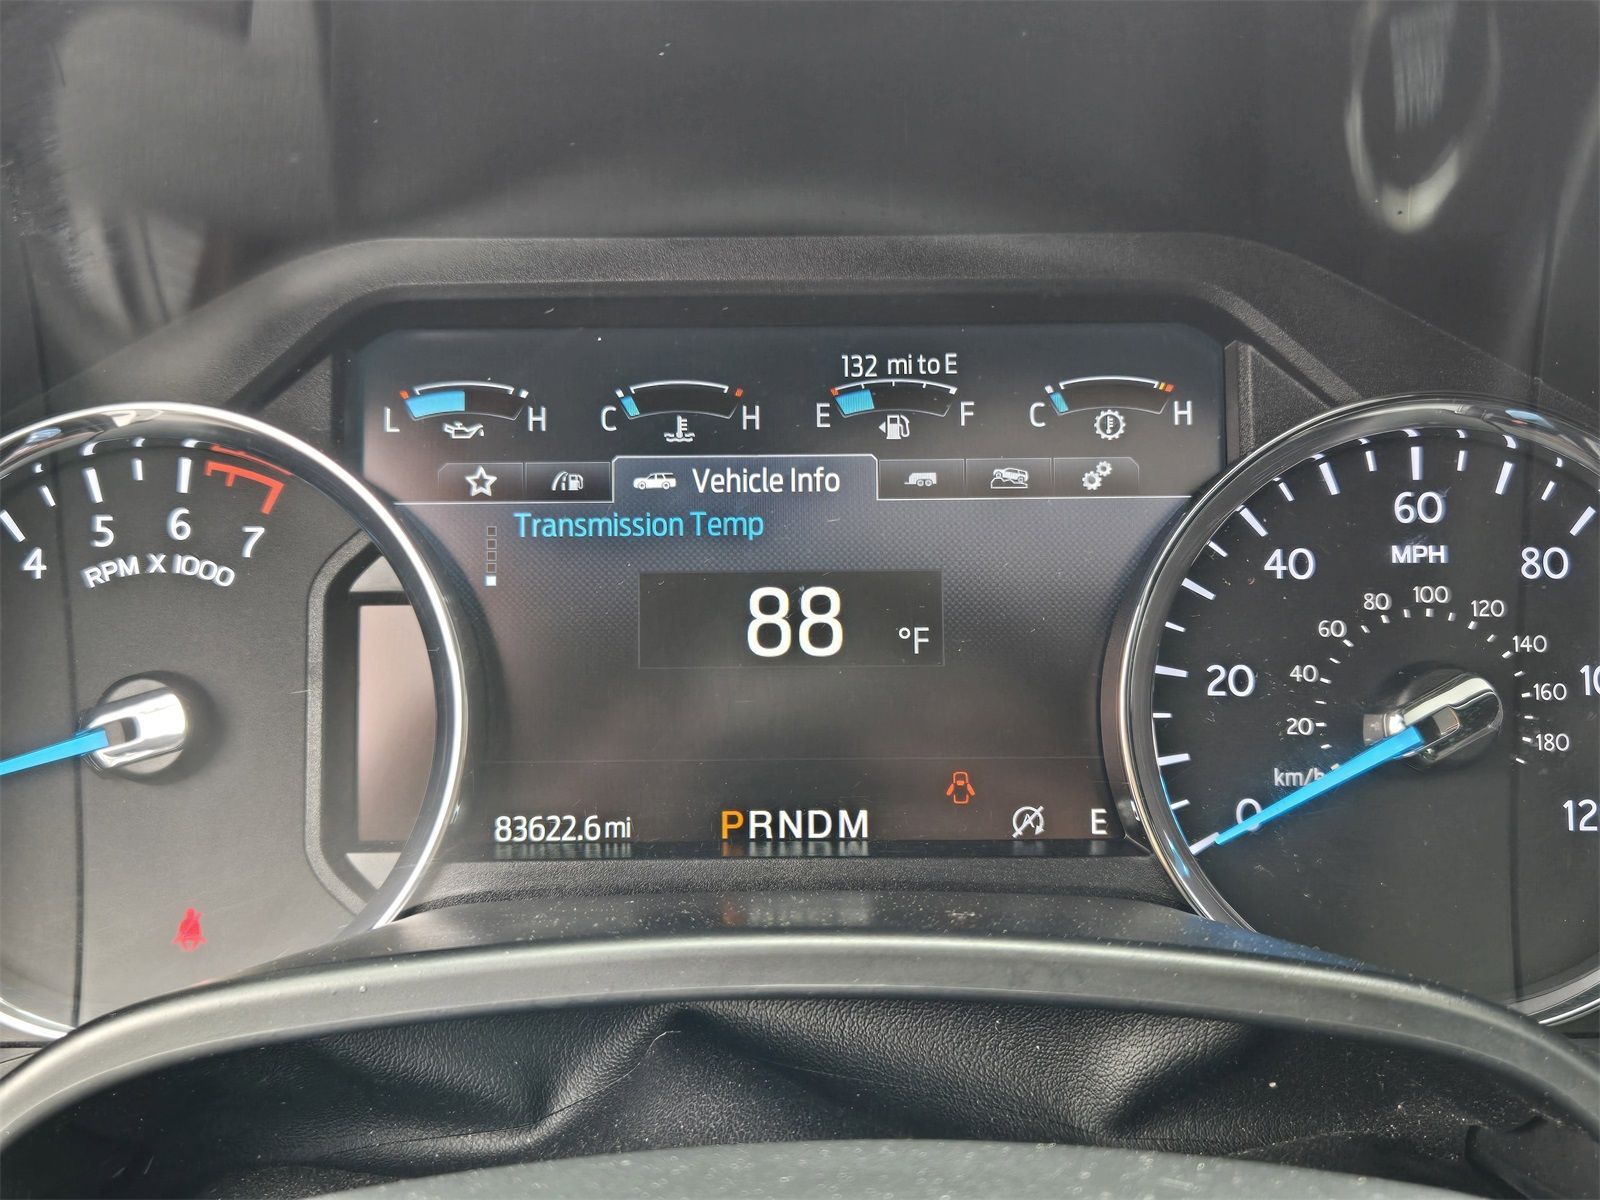 132 mi to E
L H C H E F C H
Vehicle Info
Transmission Temp
88 °F
83622.6 mi
PRNDM
E
4 5 6 7
RPM X 1000
0 20 40 60 80
MPH
20 40 60 80 100 120 140 160 180
km/h